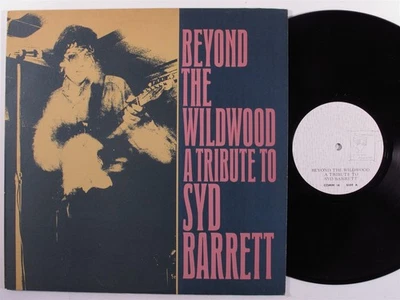 BEYOND
THE
WILDWOOD
A TRIBUTE TO
SYD
BARRETT
BEYOND THE WILDWOOD
A TRIBUTE TO
SYD BARRETT